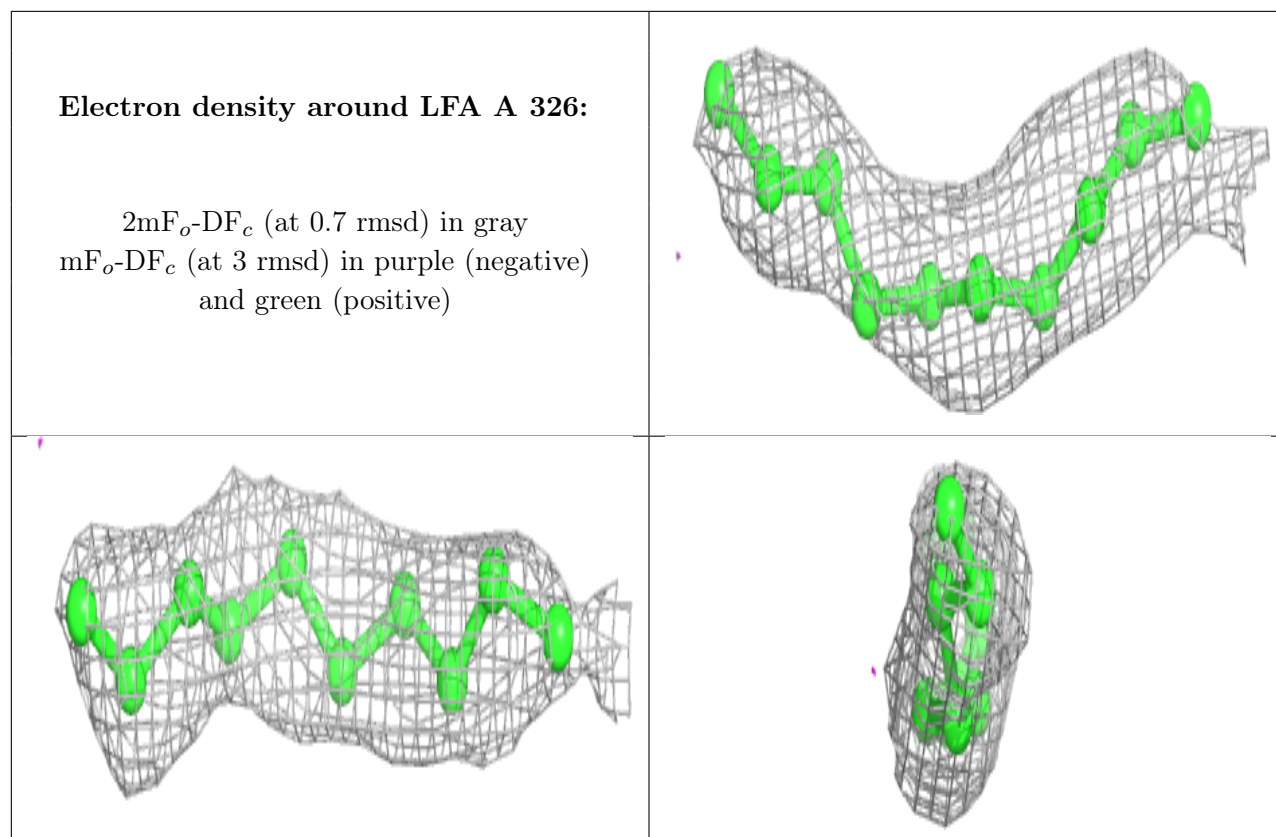 Electron density around LFA A 326:
2mFo-DFc (at 0.7 rmsd) in gray
mFo-DFc (at 3 rmsd) in purple (negative)
and green (positive)